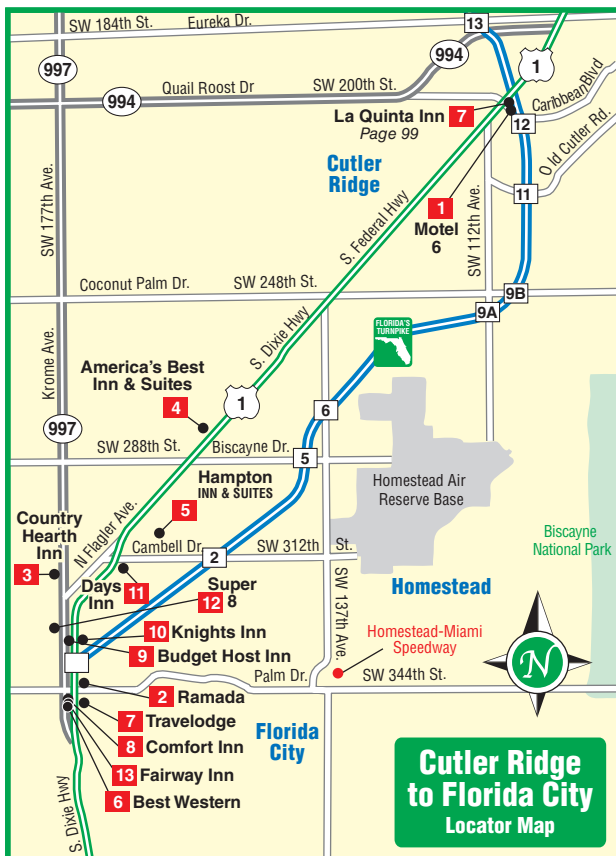 SW 184th St.
Eureka Dr.
13
997
994
1
Quail Roost Dr
SW 200th St.
994
Caribbean Blvd
La Quinta Inn
7
Page 99
12
Old Cutler Rd.
Cutler
Ridge
SW 177th Ave.
1
Motel
6
11
SW 112th Ave.
S. Federal Hwy
Coconut Palm Dr.
SW 248th St.
9B
9A
S. Dixie Hwy
FLORIDA'S
TURNPIKE
Krome Ave.
America's Best
Inn & Suites
4
1
6
997
SW 288th St.
Biscayne Dr.
5
Hampton
INN & SUITES
Homestead Air
Reserve Base
5
N Flagler Ave.
Country
Hearth
Inn
3
Cambell Dr.
2
SW 312th
St.
Biscayne
National Park
Days
Inn
11
Super
8
12
Homestead
SW 137th Ave.
10
Knights Inn
9
Budget Host Inn
Homestead-Miami
Speedway
N
Palm Dr.
SW 344th St.
2
Ramada
7
Travelodge
Florida
City
8
Comfort Inn
13
Fairway Inn
6
Best Western
S. Dixie Hwy
Cutler Ridge
to Florida City
Locator Map